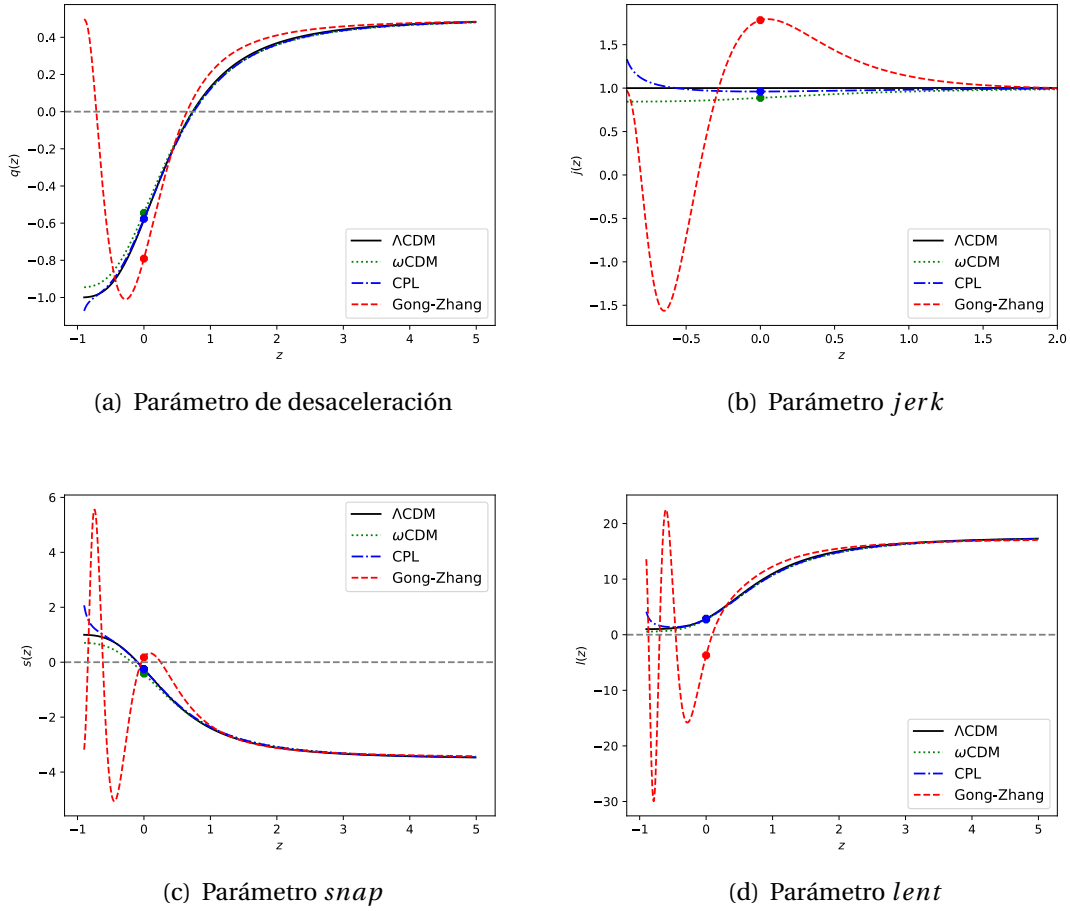 0.4
0.2
0.0
−0.2
−0.4
−0.6
−0.8
−1.0
q(z)
−1 0 1 2 3 4 5
z
ΛCDM
ωCDM
CPL
Gong-Zhang
(a) Parámetro de desaceleración
1.5
1.0
0.5
0.0
−0.5
−1.0
−1.5
j(z)
−0.5 0.0 0.5 1.0 1.5 2.0
z
ΛCDM
ωCDM
CPL
Gong-Zhang
(b) Parámetro jerk
6
4
2
0
−2
−4
s(z)
−1 0 1 2 3 4 5
z
ΛCDM
ωCDM
CPL
Gong-Zhang
(c) Parámetro snap
20
10
0
−10
−20
−30
l(z)
−1 0 1 2 3 4 5
z
ΛCDM
ωCDM
CPL
Gong-Zhang
(d) Parámetro lent